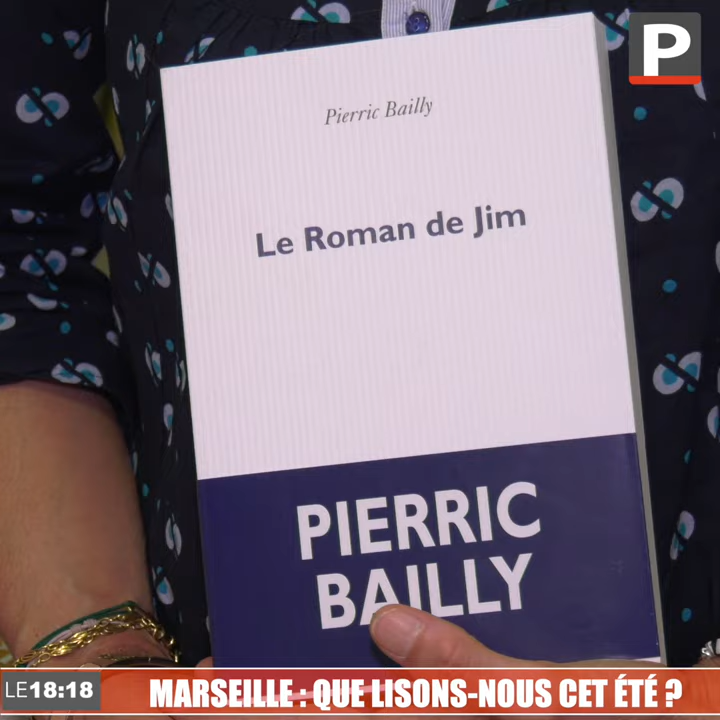 P
Pierric Bailly
Le Roman de Jim
PIERRIC
BAILLY
LE18:18
MARSEILLE : QUE LISONS-NOUS CET ÉTÉ ?